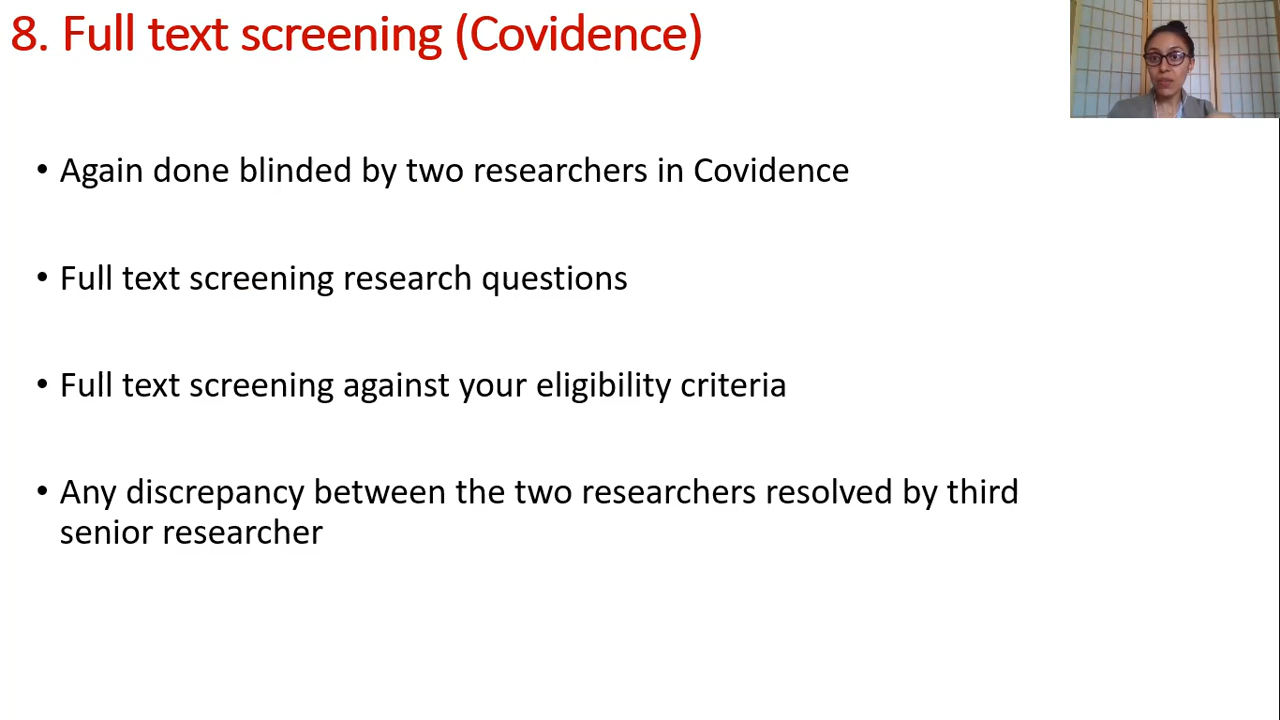 8. Full text screening (Covidence)
• Again done blinded by two researchers in Covidence
• Full text screening research questions
• Full text screening against your eligibility criteria
• Any discrepancy between the two researchers resolved by third
senior researcher